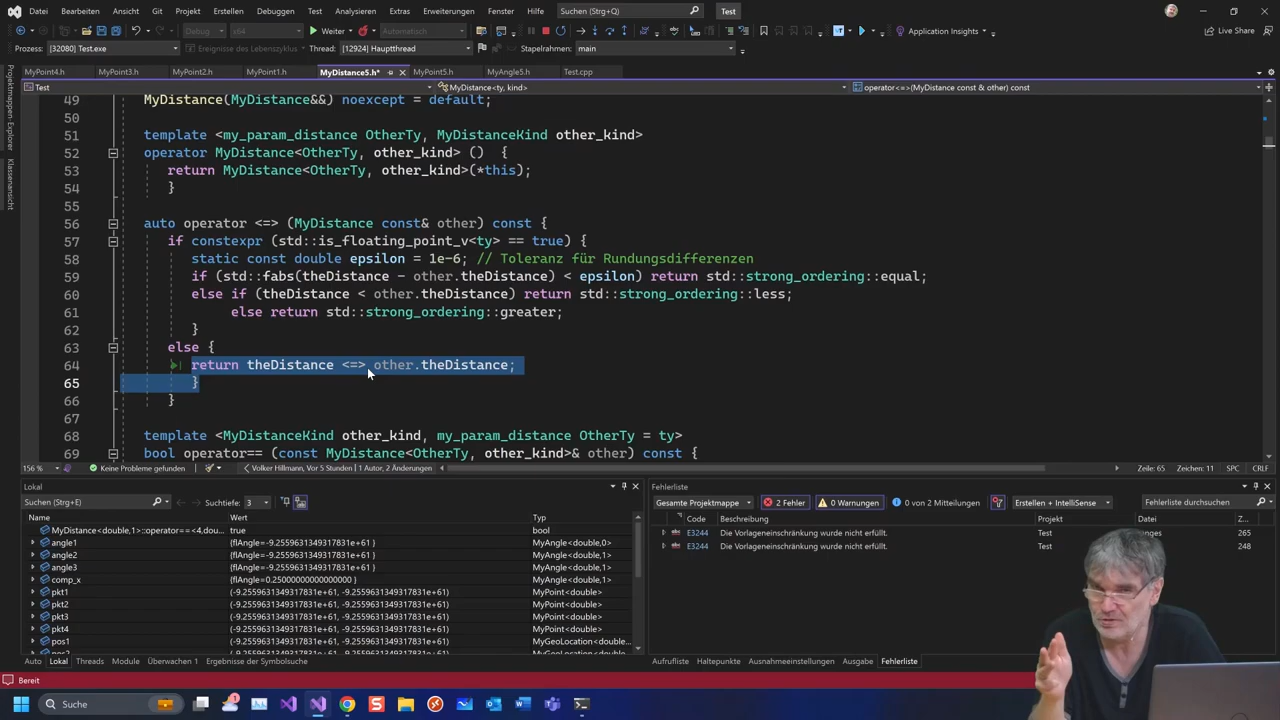 Datei Bearbeiten Ansicht Git Projekt Erstellen Debuggen Test Analysieren Extras Erweiterungen Fenster Hilfe Suchen (Strg+Q) Test
Debug x64 Weiter Automatisch Application Insights Live Share
Prozess: [32080] Test.exe Ereignisse des Lebenszyklus Thread: [12924] Hauptthread Stapelrahmen: main
MyPoint4.h MyPoint3.h MyPoint2.h MyPoint1.h MyDistance5.h* MyPoint5.h MyAngle5.h Test.cpp
Projektmappen-Explorer
Klassenansicht
Test MyDistance<ty, kind> operator<=>(MyDistance const & other) const
49 MyDistance(MyDistance&&) noexcept = default;
50
51 template <my_param_distance OtherTy, MyDistanceKind other_kind>
52 operator MyDistance<OtherTy, other_kind> () {
53 return MyDistance<OtherTy, other_kind>(*this);
54 }
55
56 auto operator <=> (MyDistance const& other) const {
57 if constexpr (std::is_floating_point_v<ty> == true) {
58 static const double epsilon = 1e-6; // Toleranz für Rundungsdifferenzen
59 if (std::fabs(theDistance - other.theDistance) < epsilon) return std::strong_ordering::equal;
60 else if (theDistance < other.theDistance) return std::strong_ordering::less;
61 else return std::strong_ordering::greater;
62 }
63 else {
64 return theDistance <=> other.theDistance;
65 }
66 }
67
68 template <MyDistanceKind other_kind, my_param_distance OtherTy = ty>
69 bool operator== (const MyDistance<OtherTy, other_kind>& other) const {
156 % Keine Probleme gefunden Volker Hillmann, Vor 5 Stunden | 1 Autor, 2 Änderungen Zeile: 65 Zeichen: 11 SPC CRLF
Lokal
Suchen (Strg+E) Suchtiefe: 3
Name Wert Typ
MyDistance<double,1>::operator==<4,dou... true bool
angle1 {flAngle=-9.2559631349317831e+61 } MyAngle<double,0>
angle2 {flAngle=-9.2559631349317831e+61 } MyAngle<double,1>
angle3 {flAngle=-9.2559631349317831e+61 } MyAngle<double,1>
comp_x {flAngle=0.25000000000000000 } MyAngle<double,1>
pkt1 (-9.2559631349317831e+61, -9.2559631349317831e+61) MyPoint<double>
pkt2 (-9.2559631349317831e+61, -9.2559631349317831e+61) MyPoint<double>
pkt3 (-9.2559631349317831e+61, -9.2559631349317831e+61) MyPoint<double>
pkt4 (-9.2559631349317831e+61, -9.2559631349317831e+61) MyPoint<double>
pos1 (-9.2559631349317831e+61, -9.2559631349317831e+61) MyGeoLocation<double...
Auto Lokal Threads Module Überwachen 1 Ergebnisse der Symbolsuche
Fehlerliste
Gesamte Projektmappe 2 Fehler 0 Warnungen 0 von 2 Mitteilungen Erstellen + IntelliSense Fehlerliste durchsuchen
Code Beschreibung Projekt Datei Z...
E3244 Die Vorlageneinschränkung wurde nicht erfüllt. Test 265
E3244 Die Vorlageneinschränkung wurde nicht erfüllt. Test 248
Aufrufliste Haltepunkte Ausnahmeeinstellungen Ausgabe Fehlerliste
Bereit
Suche